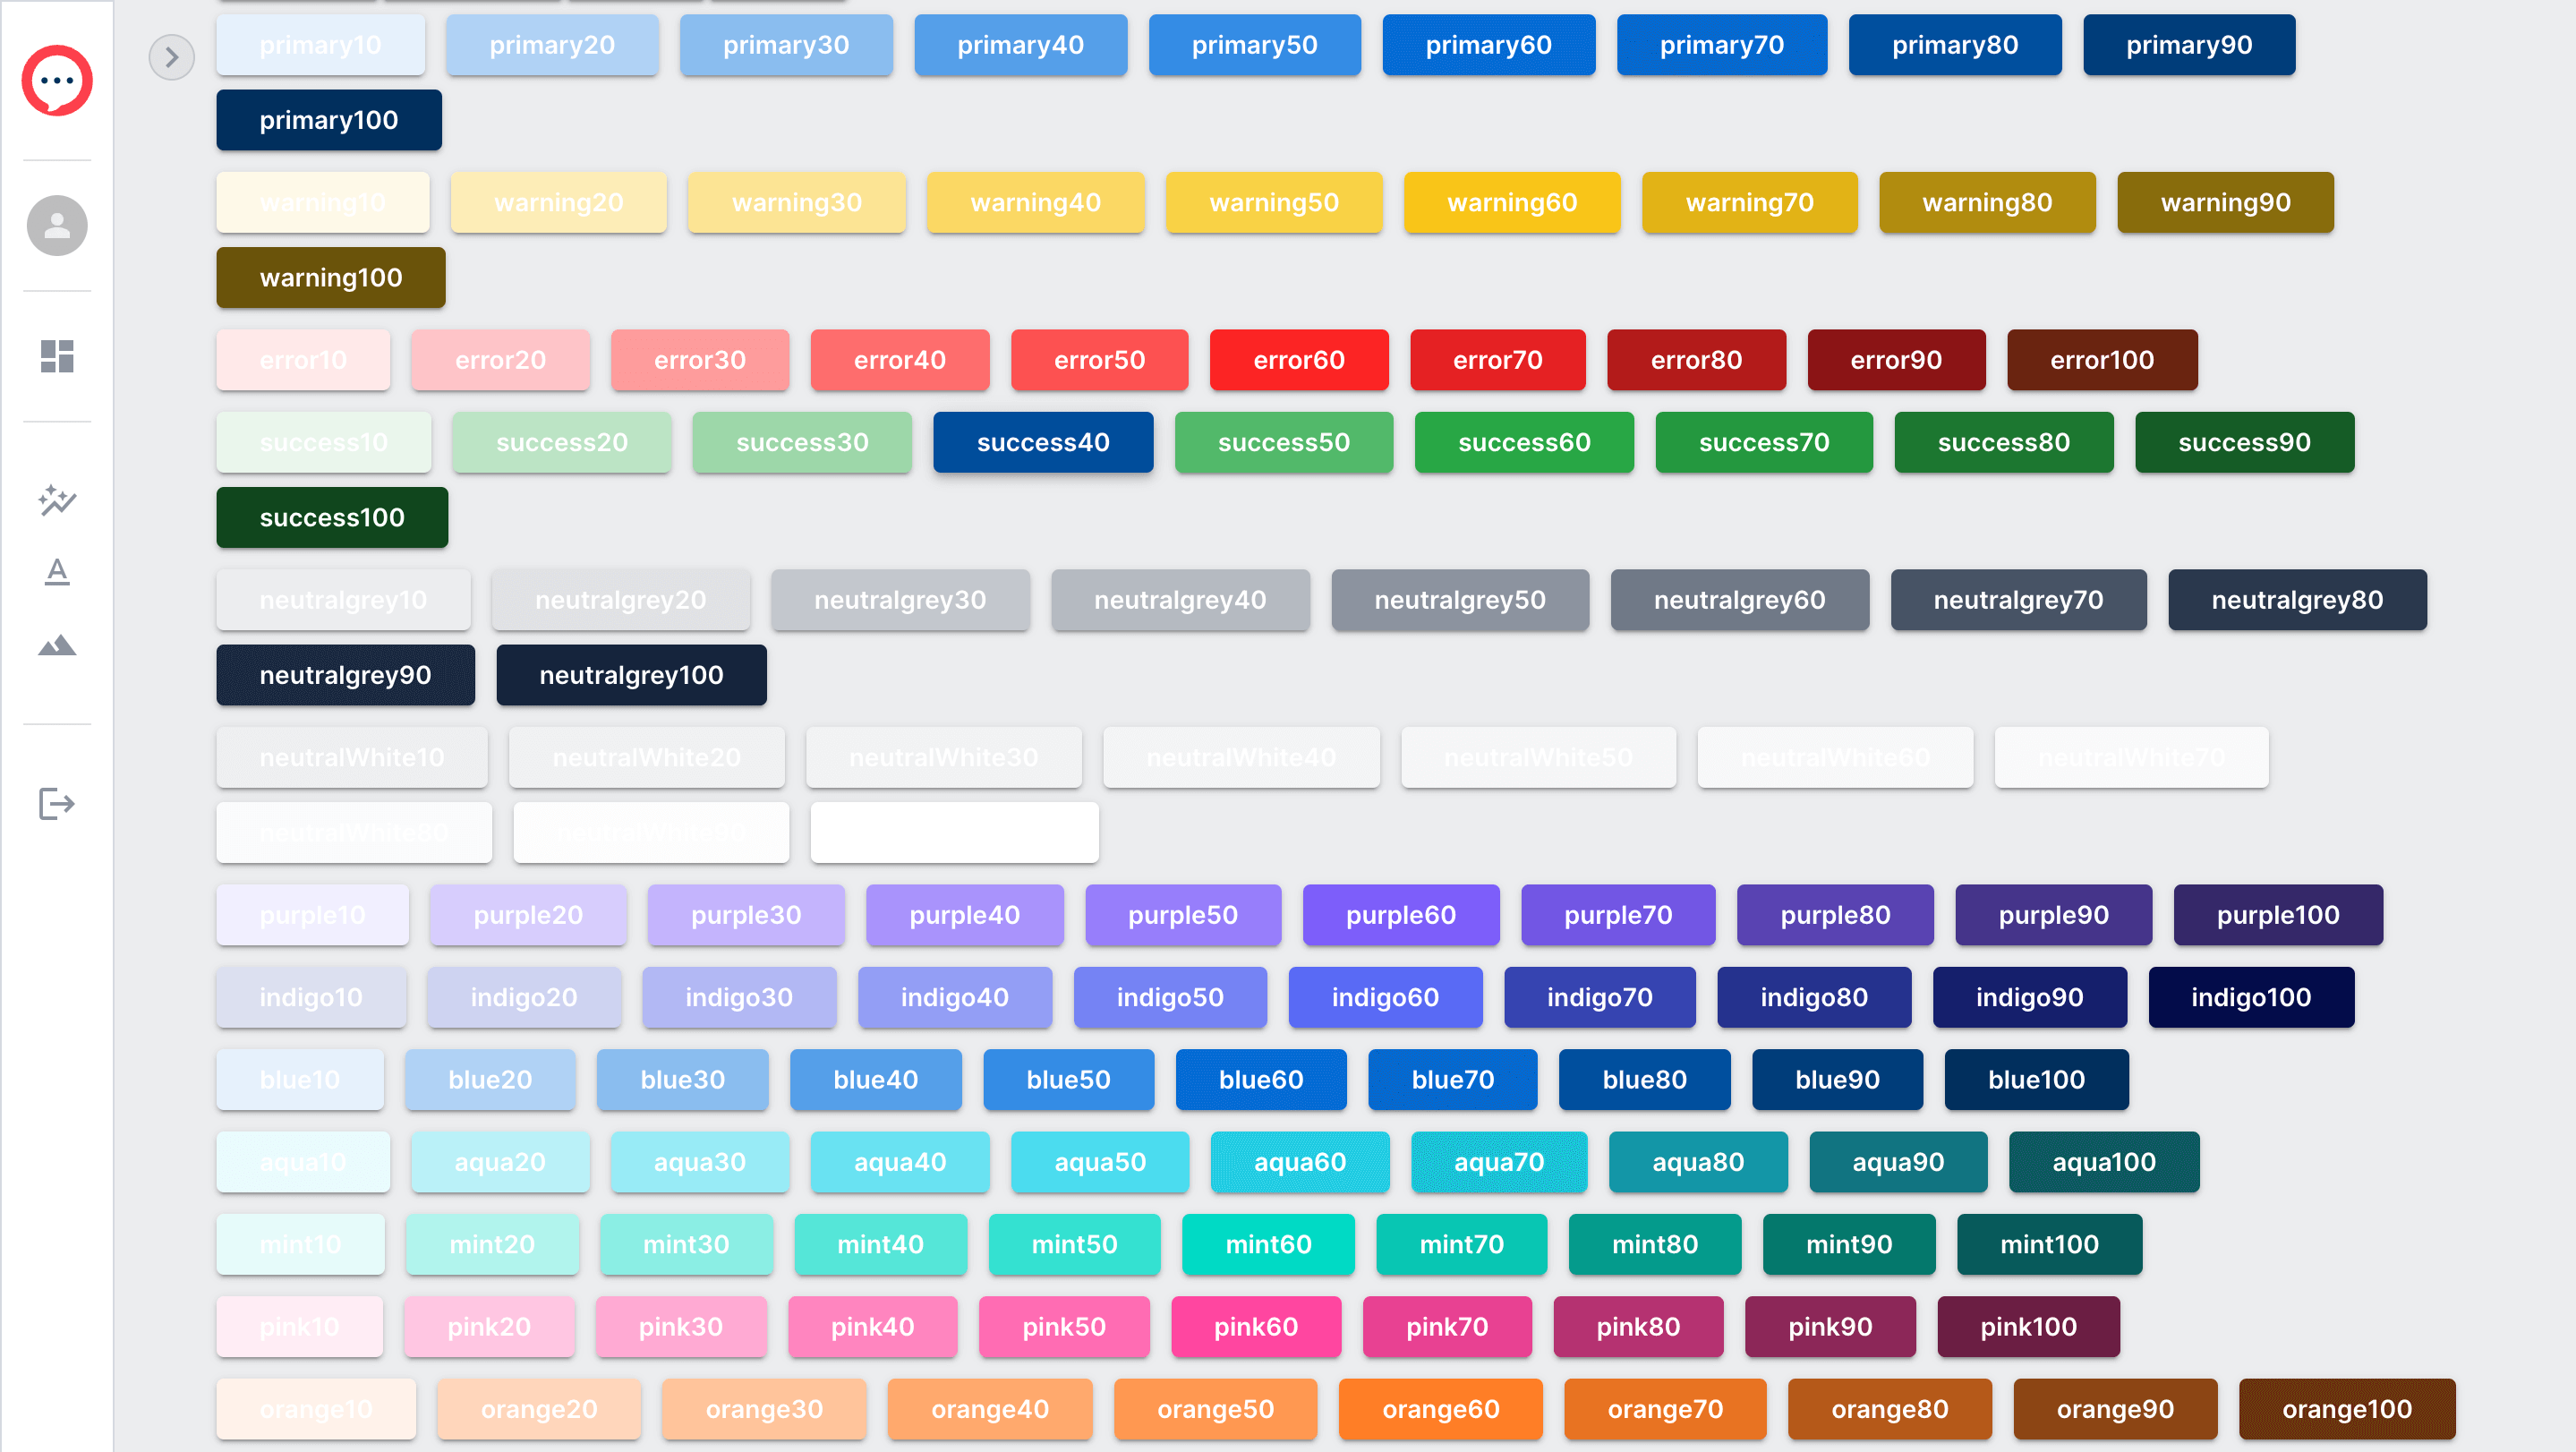 primary10 primary20 primary30 primary40 primary50 primary60 primary70 primary80 primary90
primary100
warning10 warning20 warning30 warning40 warning50 warning60 warning70 warning80 warning90
warning100
error10 error20 error30 error40 error50 error60 error70 error80 error90 error100
success10 success20 success30 success40 success50 success60 success70 success80 success90
success100
neutralgrey10 neutralgrey20 neutralgrey30 neutralgrey40 neutralgrey50 neutralgrey60 neutralgrey70 neutralgrey80
neutralgrey90 neutralgrey100
neutralWhite10 neutralWhite20 neutralWhite30 neutralWhite40 neutralWhite50 neutralWhite60 neutralWhite70
neutralWhite80 neutralWhite90
purple10 purple20 purple30 purple40 purple50 purple60 purple70 purple80 purple90 purple100
indigo10 indigo20 indigo30 indigo40 indigo50 indigo60 indigo70 indigo80 indigo90 indigo100
blue10 blue20 blue30 blue40 blue50 blue60 blue70 blue80 blue90 blue100
aqua10 aqua20 aqua30 aqua40 aqua50 aqua60 aqua70 aqua80 aqua90 aqua100
mint10 mint20 mint30 mint40 mint50 mint60 mint70 mint80 mint90 mint100
pink10 pink20 pink30 pink40 pink50 pink60 pink70 pink80 pink90 pink100
orange10 orange20 orange30 orange40 orange50 orange60 orange70 orange80 orange90 orange100